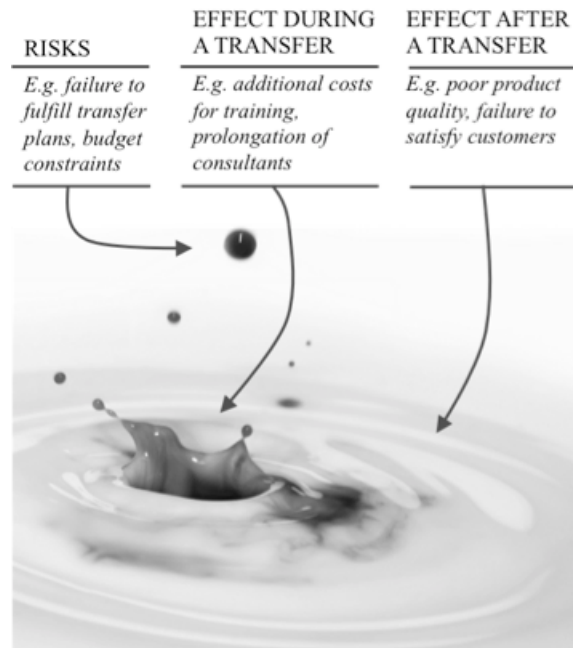 RISKS
E.g. failure to
fulfill transfer
plans, budget
constraints
EFFECT DURING
A TRANSFER
E.g. additional costs
for training,
prolongation of
consultants
EFFECT AFTER
A TRANSFER
E.g. poor product
quality, failure to
satisfy customers